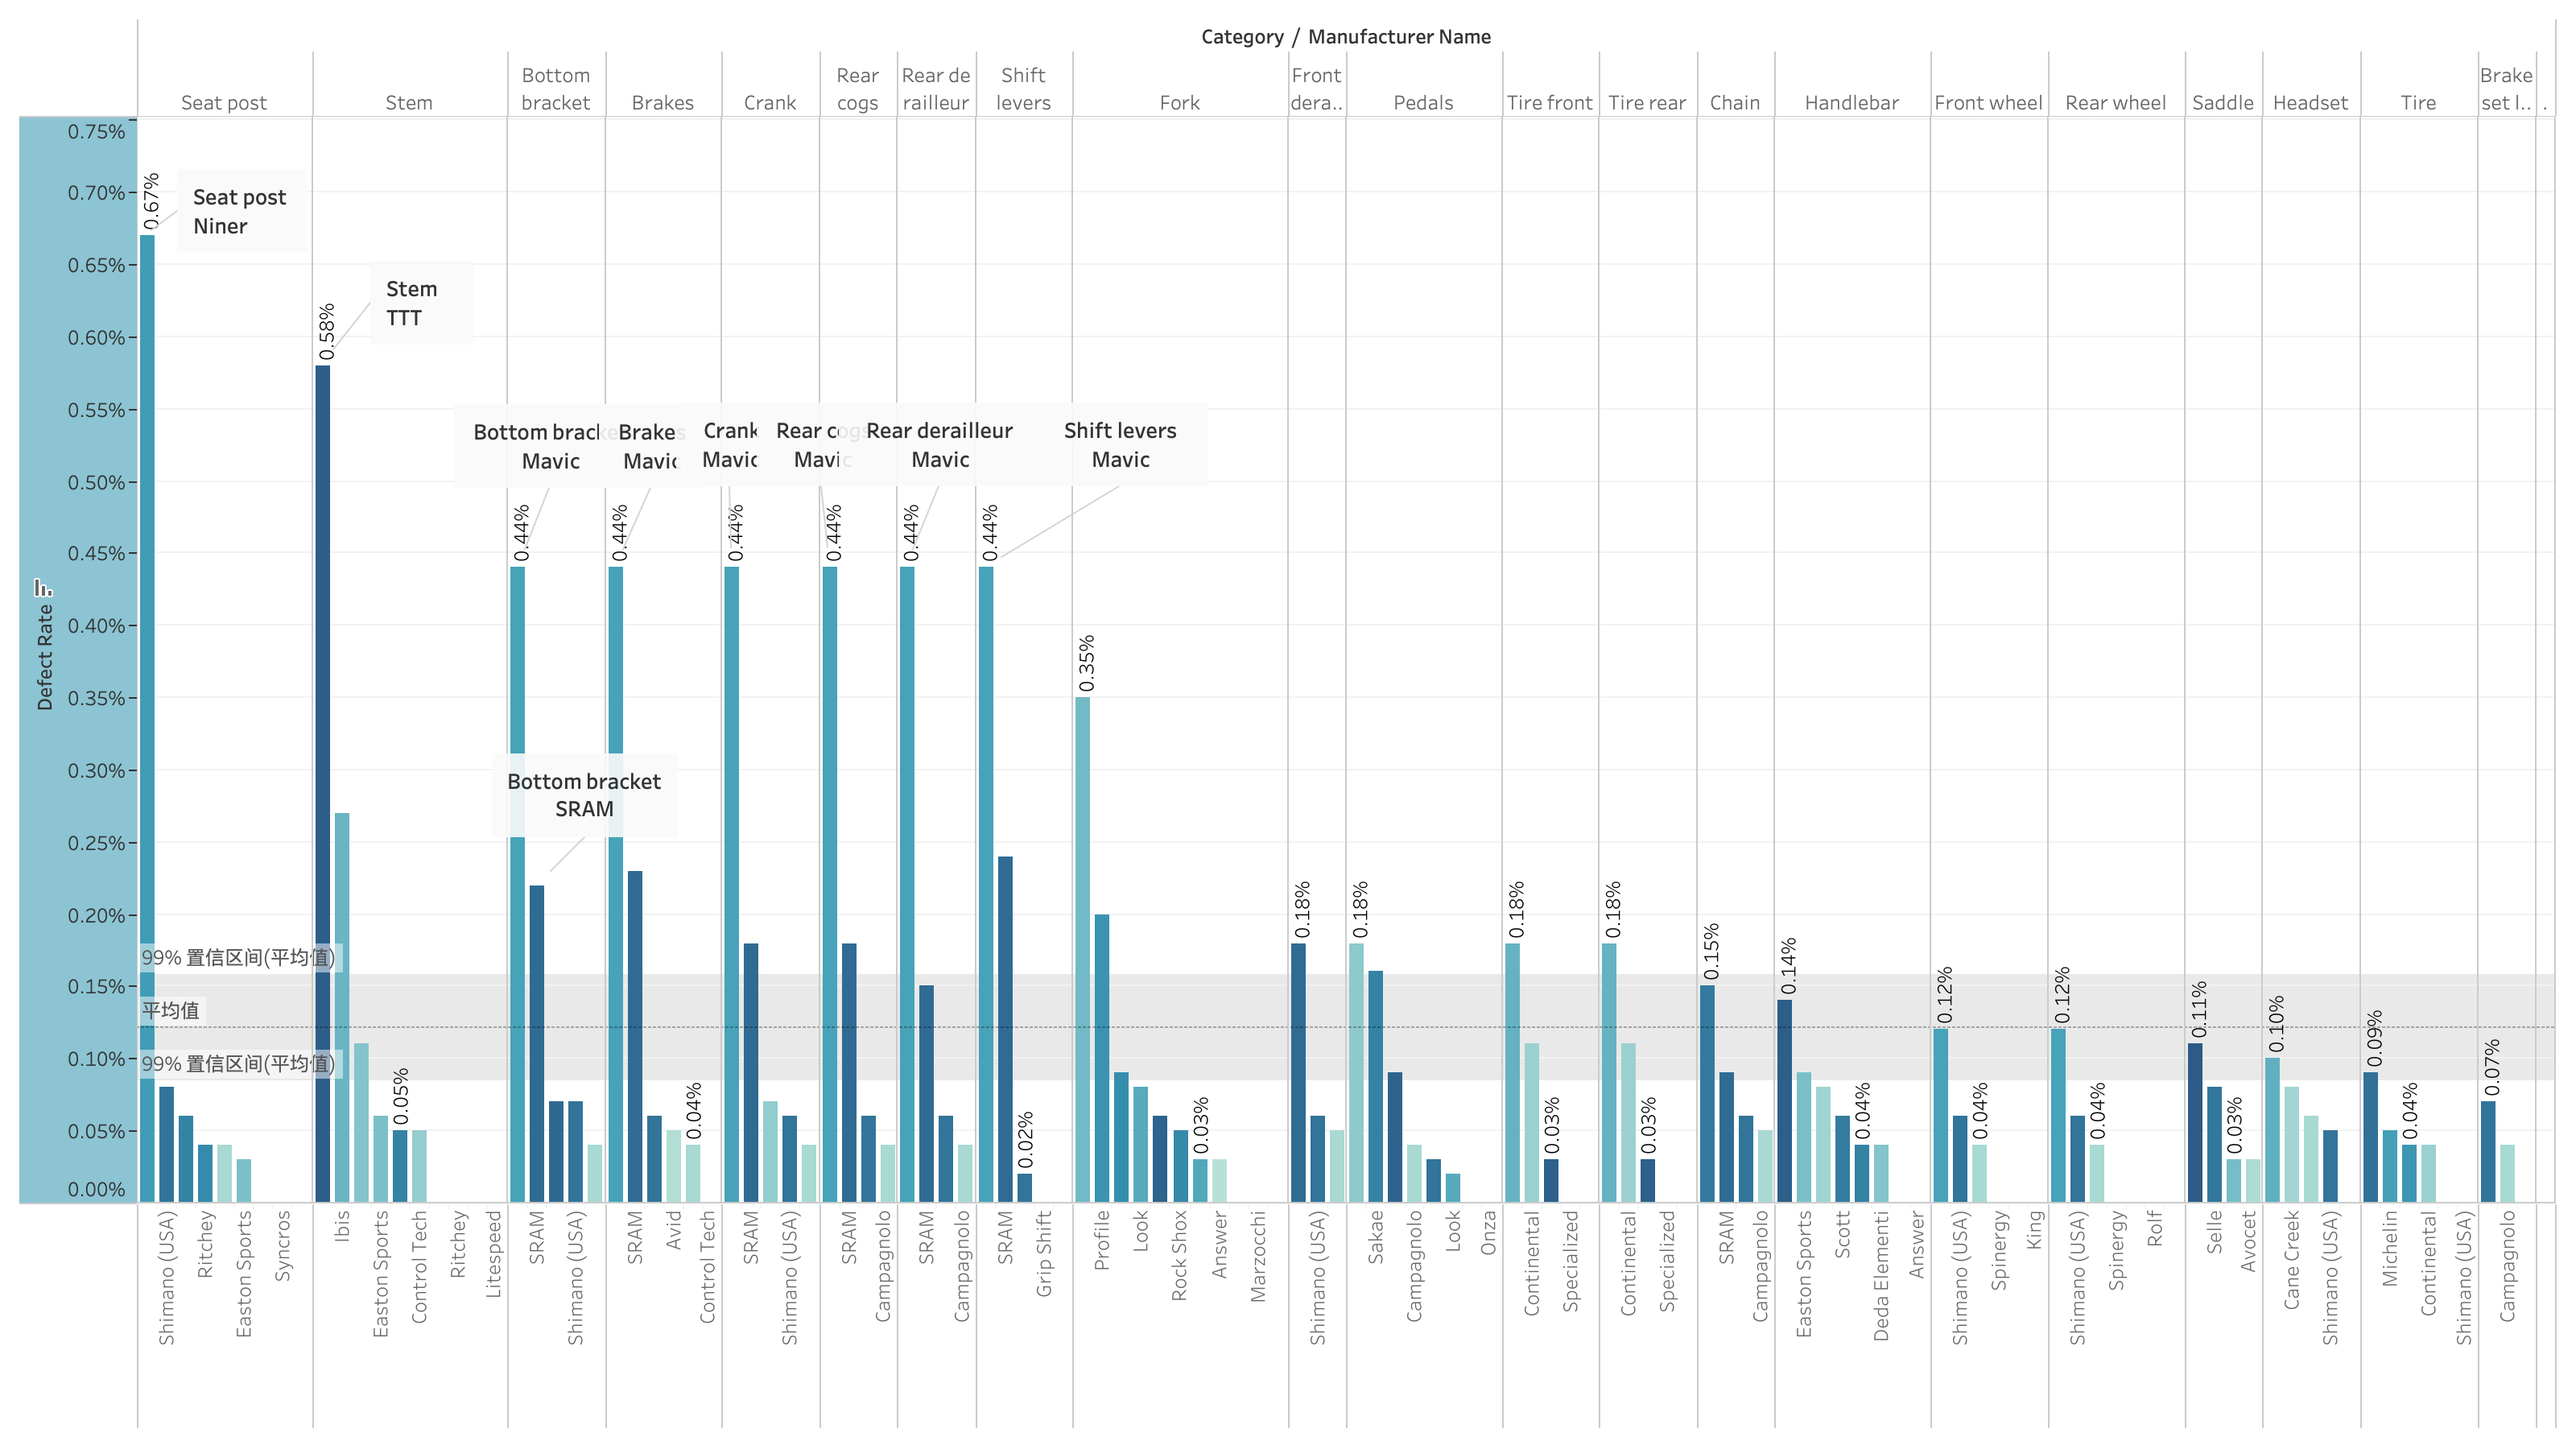 Category / Manufacturer Name
Seat post
Stem
Bottom
bracket
Brakes
Crank
Rear
cogs
Rear de
railleur
Shift
levers
Fork
Front
dera..
Pedals
Tire front
Tire rear
Chain
Handlebar
Front wheel
Rear wheel
Saddle
Headset
Tire
Brake
set l..
.
Defect Rate
0.75%
0.70%
0.65%
0.60%
0.55%
0.50%
0.45%
0.40%
0.35%
0.30%
0.25%
0.20%
0.15%
0.10%
0.05%
0.00%
99% 置信区间(平均值)
平均值
99% 置信区间(平均值)
0.67%
Seat post
Niner
0.58%
Stem
TTT
0.05%
Bottom bracke
Mavic
0.44%
Bottom bracket
SRAM
Brakes
Mavic
0.44%
0.04%
Crank
Mavic
0.44%
Rear cogs
Mavic
0.44%
Rear derailleur
Mavic
0.44%
Shift levers
Mavic
0.44%
0.02%
0.35%
0.03%
0.18%
0.18%
0.18%
0.03%
0.18%
0.03%
0.15%
0.14%
0.04%
0.12%
0.04%
0.12%
0.04%
0.11%
0.03%
0.10%
0.09%
0.04%
0.07%
Shimano (USA)
Ritchey
Easton Sports
Syncros
Ibis
Easton Sports
Control Tech
Ritchey
Litespeed
SRAM
Shimano (USA)
SRAM
Avid
Control Tech
SRAM
Shimano (USA)
SRAM
Campagnolo
SRAM
Campagnolo
SRAM
Grip Shift
Profile
Look
Rock Shox
Answer
Marzocchi
Shimano (USA)
Sakae
Campagnolo
Look
Onza
Continental
Specialized
Continental
Specialized
SRAM
Campagnolo
Easton Sports
Scott
Deda Elementi
Answer
Shimano (USA)
Spinergy
King
Shimano (USA)
Spinergy
Rolf
Selle
Avocet
Cane Creek
Shimano (USA)
Michelin
Continental
Shimano (USA)
Campagnolo